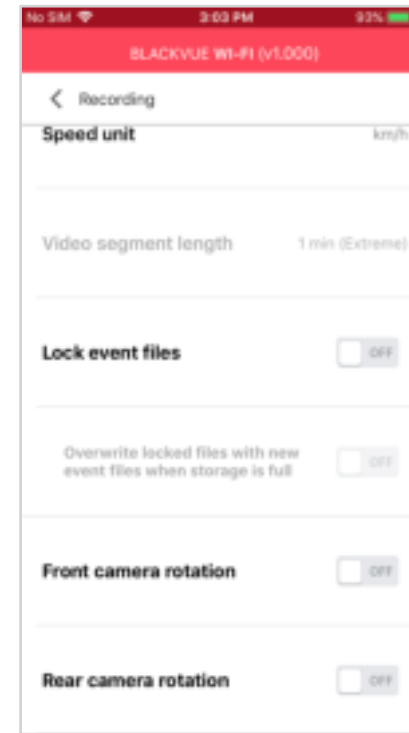 No SIM 3:03 PM 93%
BLACKVUE WI-FI (v1.000)
Recording
Speed unit km/h
Video segment length 1 min (Extreme)
Lock event files OFF
Overwrite locked files with new
event files when storage is full OFF
Front camera rotation OFF
Rear camera rotation OFF